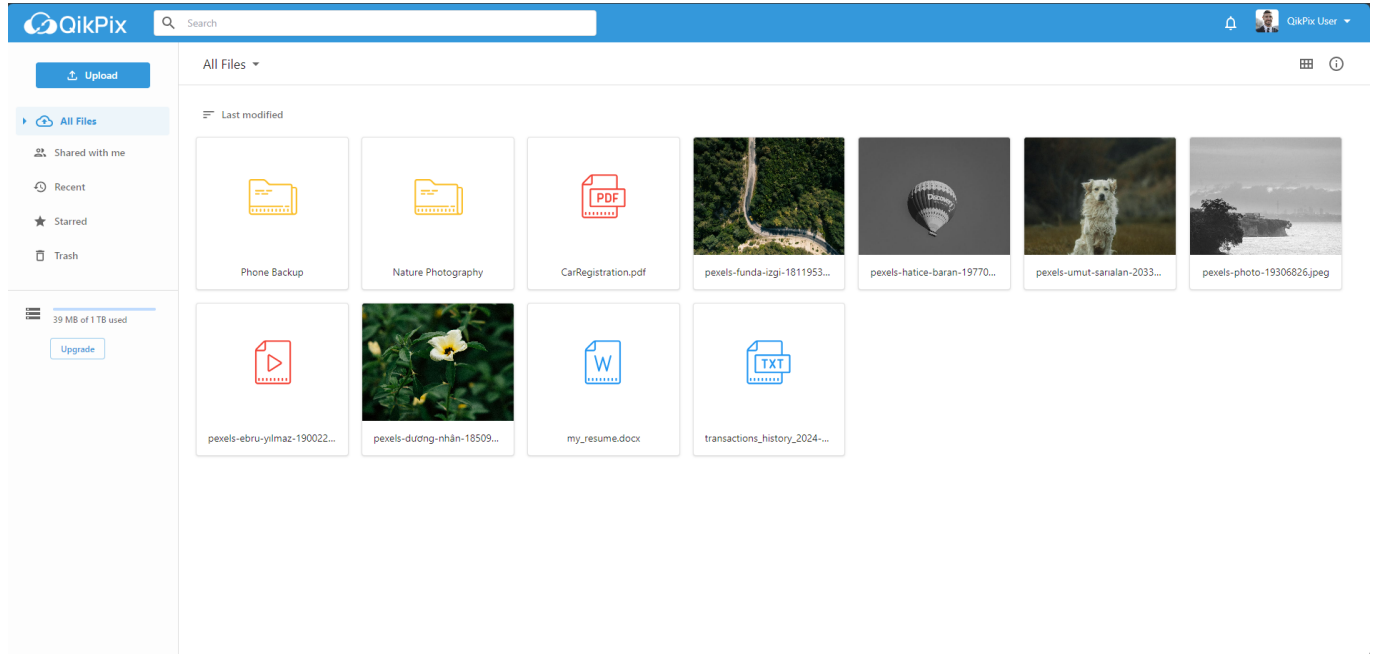 QikPix
Search
QikPix User
Upload
All Files
All Files
Shared with me
Recent
Starred
Trash
39 MB of 1 TB used
Upgrade
Last modified
Phone Backup
Nature Photography
PDF
CarRegistration.pdf
pexels-funda-izgi-1811953...
Discovery
pexels-hatice-baran-19770...
pexels-umut-sarıalan-2033...
pexels-photo-19306826.jpeg
pexels-ebru-yılmaz-190022...
pexels-dương-nhân-18509...
W
my_resume.docx
TXT
transactions_history_2024-...